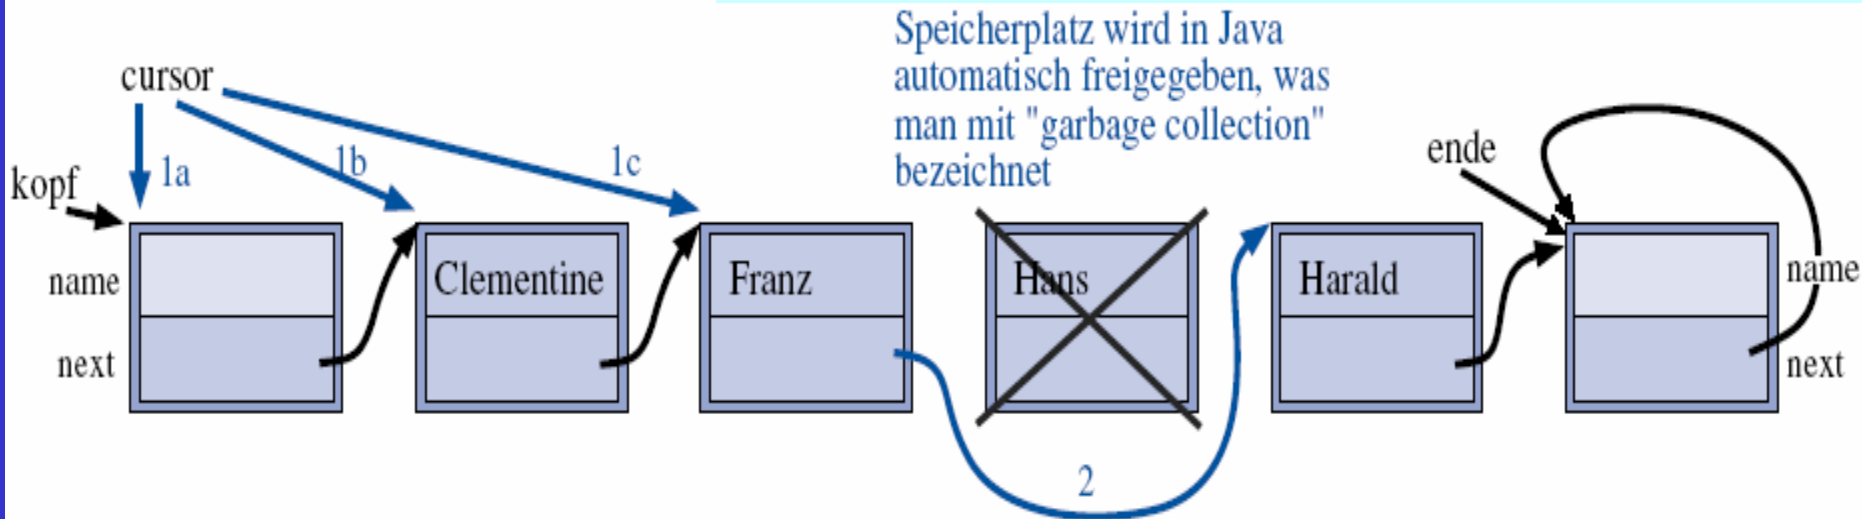 Speicherplatz wird in Java
automatisch freigegeben, was
man mit "garbage collection"
bezeichnet
cursor
1a
1b
1c
kopf
ende
name
next
Clementine
Franz
Hans
Harald
name
next
2